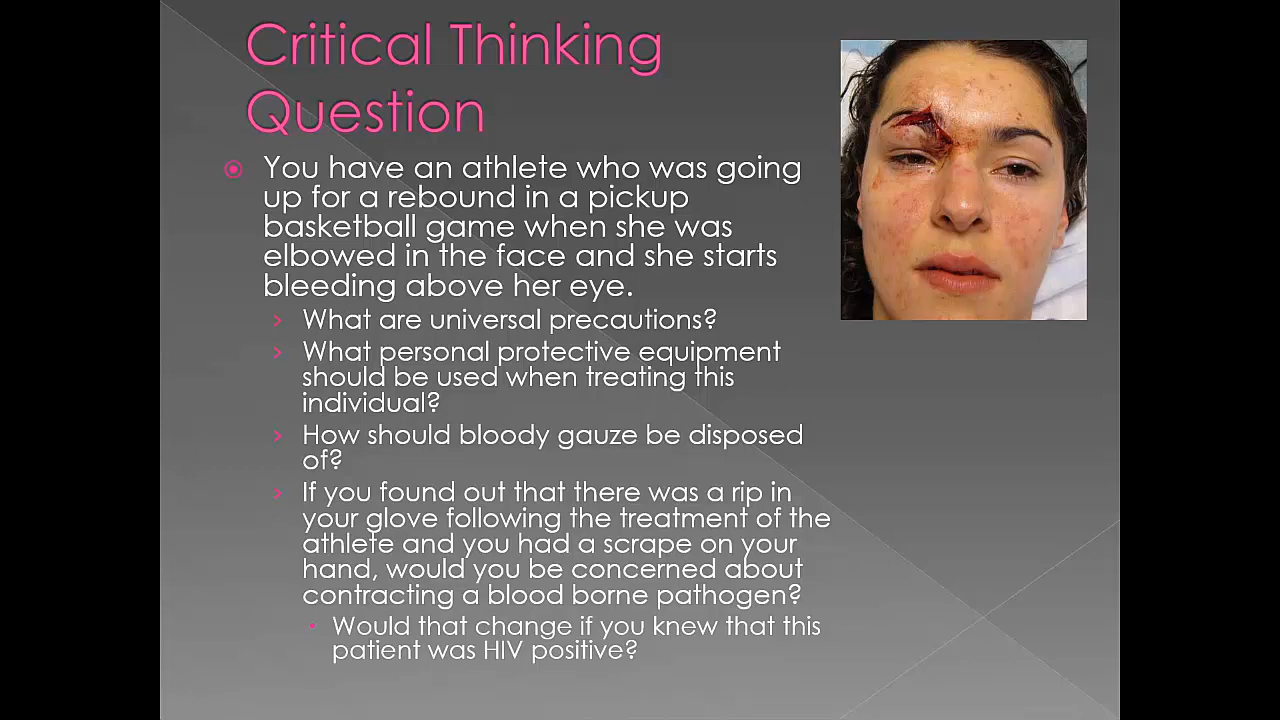 Critical Thinking
Question
You have an athlete who was going
up for a rebound in a pickup
basketball game when she was
elbowed in the face and she starts
bleeding above her eye.
What are universal precautions?
What personal protective equipment
should be used when treating this
individual?
How should bloody gauze be disposed
of?
If you found out that there was a rip in
your glove following the treatment of the
athlete and you had a scrape on your
hand, would you be concerned about
contracting a blood borne pathogen?
Would that change if you knew that this
patient was HIV positive?